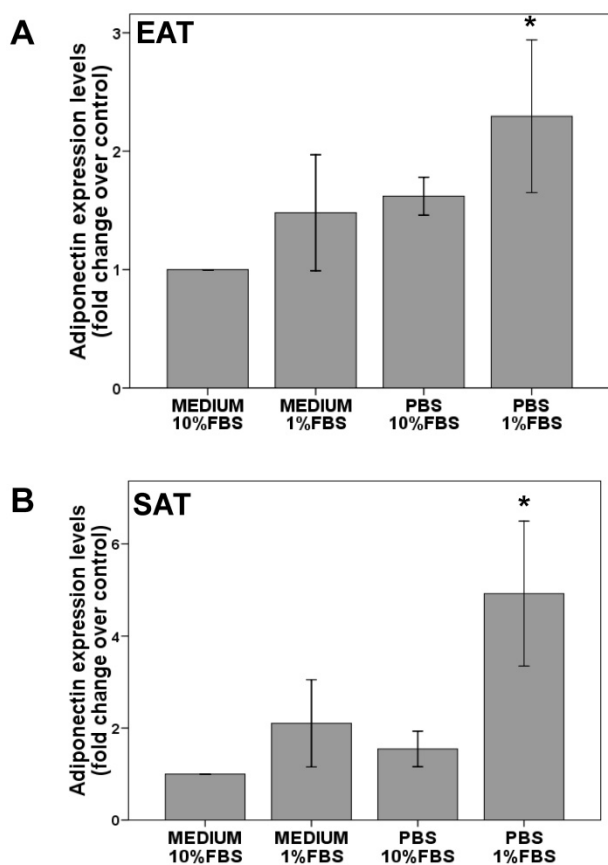 A
EAT
*
Adiponectin expression levels
(fold change over control)
3
2
1
0
MEDIUM
10%FBS
MEDIUM
1%FBS
PBS
10%FBS
PBS
1%FBS
B
SAT
*
Adiponectin expression levels
(fold change over control)
6
4
2
0
MEDIUM
10%FBS
MEDIUM
1%FBS
PBS
10%FBS
PBS
1%FBS